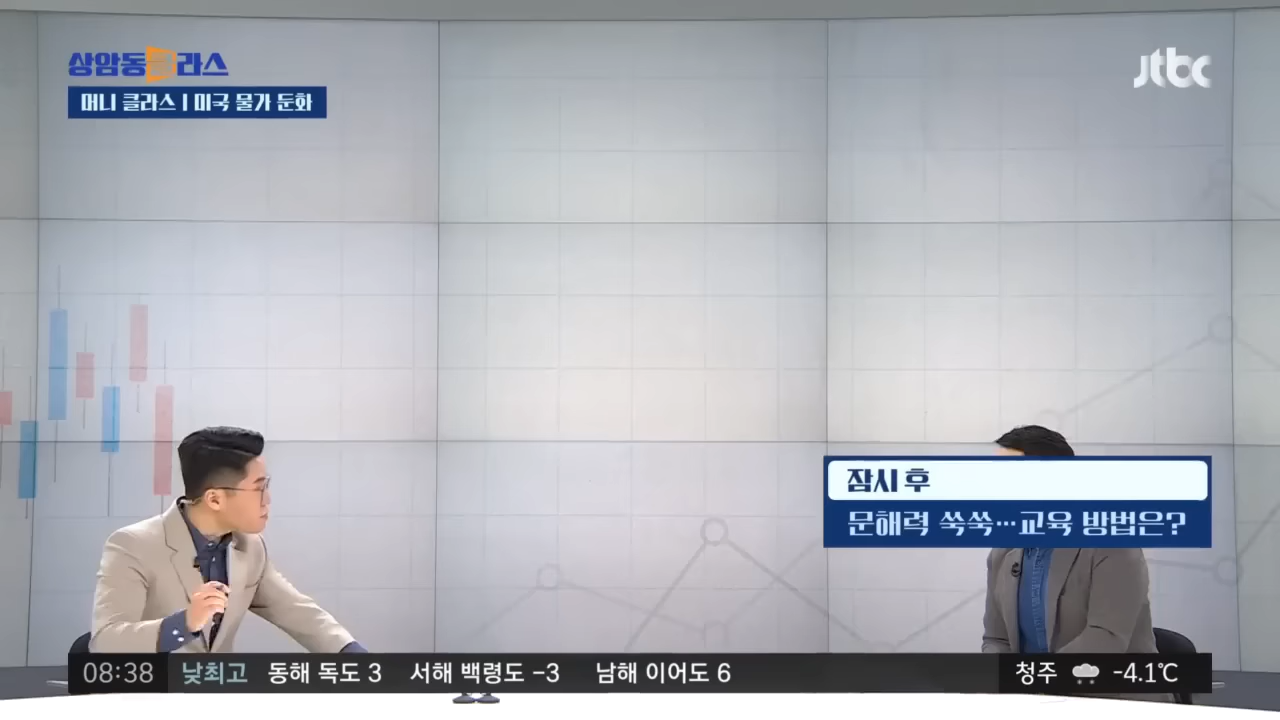 상암동클라스
jtbc
머니 클라스 | 미국 물가 둔화
잠시 후
문해력 쑥쑥…교육 방법은?
08:38 낮최고 동해 독도 3 서해 백령도 -3 남해 이어도 6 청주 -4.1℃